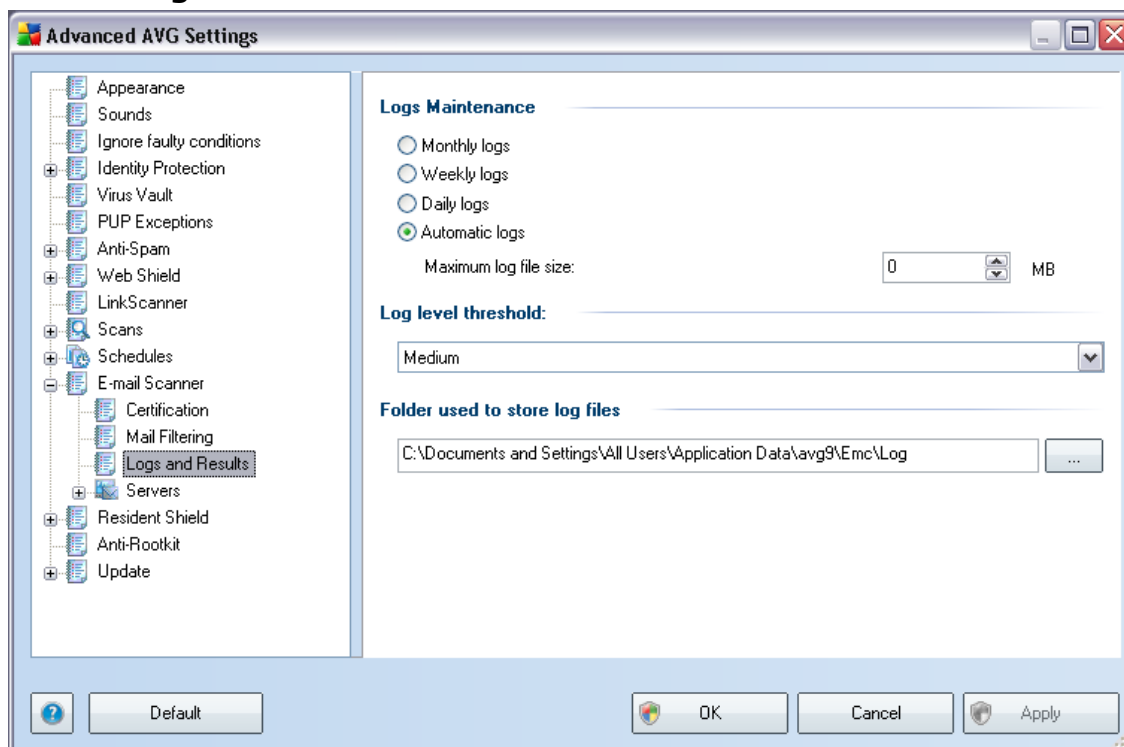 Advanced AVG Settings
Appearance
Sounds
Ignore faulty conditions
Identity Protection
Virus Vault
PUP Exceptions
Anti-Spam
Web Shield
LinkScanner
Scans
Schedules
E-mail Scanner
Certification
Mail Filtering
Logs and Results
Servers
Resident Shield
Anti-Rootkit
Update
Logs Maintenance
Monthly logs
Weekly logs
Daily logs
Automatic logs
Maximum log file size: 0 MB
Log level threshold:
Medium
Folder used to store log files
C:\Documents and Settings\All Users\Application Data\avg9\Emc\Log
...
Default
OK
Cancel
Apply